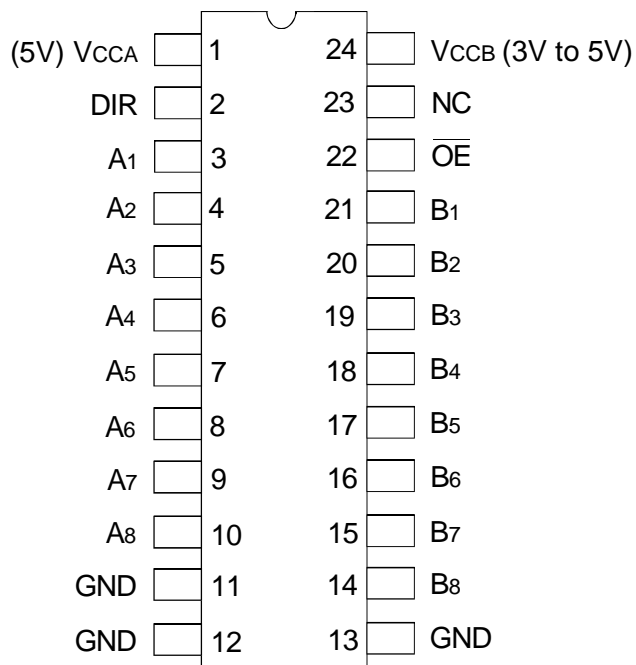 (5V) VCCA 1 24 VCCB (3V to 5V)
DIR 2 23 NC
A1 3 22 O̅E̅
A2 4 21 B1
A3 5 20 B2
A4 6 19 B3
A5 7 18 B4
A6 8 17 B5
A7 9 16 B6
A8 10 15 B7
GND 11 14 B8
GND 12 13 GND